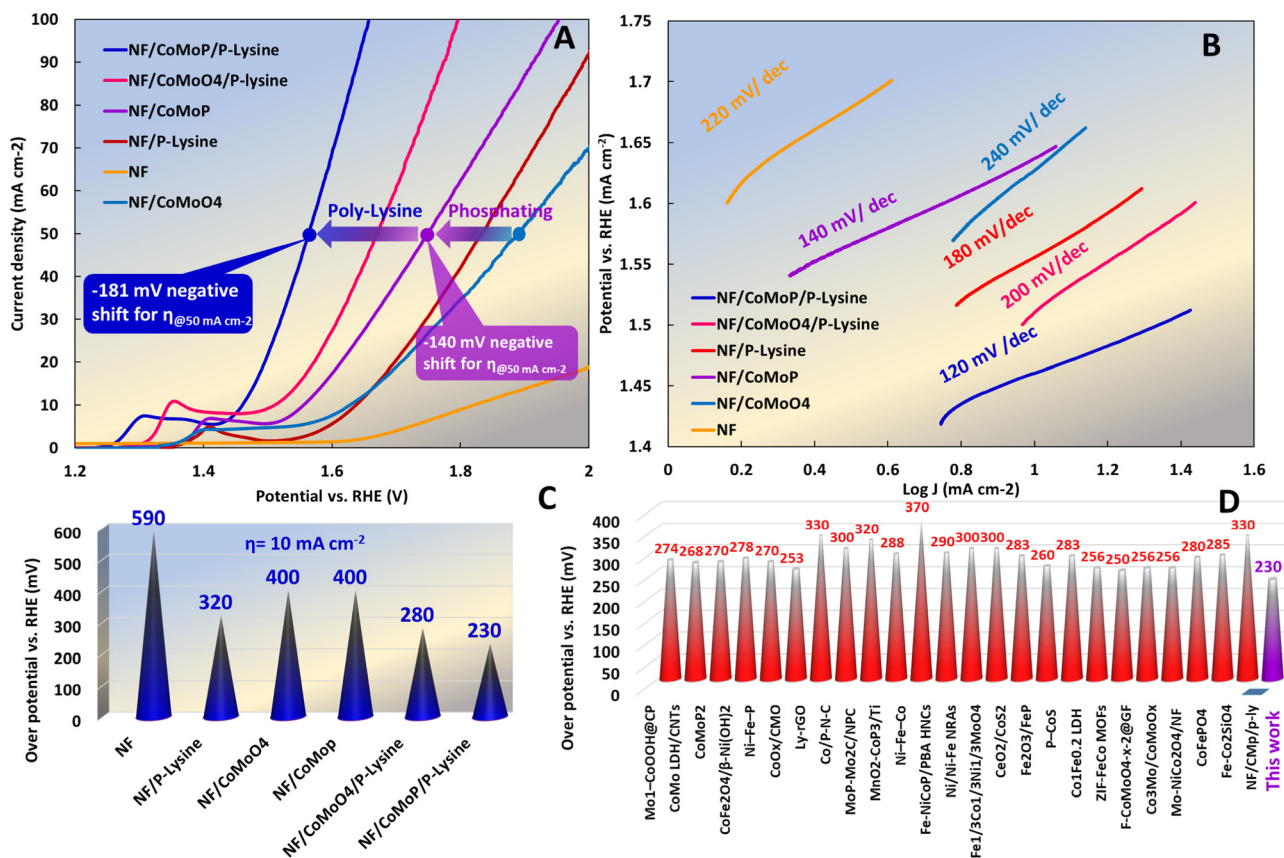 A
100
90
80
70
60
50
40
30
20
10
0
Current density (mA cm-2)
NF/CoMoP/P-Lysine
NF/CoMoO4/P-lysine
NF/CoMoP
NF/P-Lysine
NF
NF/CoMoO4
Poly-Lysine
Phosphating
-181 mV negative
shift for η@50 mA cm-2
-140 mV negative
shift for η@50 mA cm-2
1.2
1.4
1.6
1.8
2
Potential vs. RHE (V)
B
1.75
1.7
1.65
1.6
1.55
1.5
1.45
1.4
Potential vs. RHE (mA cm-2)
220 mV/ dec
240 mV/ dec
140 mV/ dec
180 mV/dec
200 mV/dec
120 mV /dec
NF/CoMoP/P-Lysine
NF/CoMoO4/P-Lysine
NF/P-Lysine
NF/CoMoP
NF/CoMoO4
NF
0
0.2
0.4
0.6
0.8
1
1.2
1.4
1.6
Log J (mA cm-2)
C
600
500
400
300
200
100
0
Over potential vs. RHE (mV)
η= 10 mA cm-2
590
320
400
400
280
230
NF
NF/P-Lysine
NF/CoMoO4
NF/CoMop
NF/CoMoO4/P-Lysine
NF/CoMoP/P-Lysine
D
400
350
300
250
200
150
100
50
0
Over potential vs. RHE (mV)
274
268
270
278
270
253
330
300
320
288
370
290
300
300
283
260
283
256
250
256
256
280
285
330
230
Mo1–CoOOH@CP
CoMo LDH/CNTs
CoMoP2
CoFe2O4/β-Ni(OH)2
Ni–Fe–P
CoOx/CMO
Ly-rGO
Co/P-N-C
MoP-Mo2C/NPC
MnO2-CoP3/Ti
Ni–Fe–Co
Fe-NiCoP/PBA HNCs
Ni/Ni-Fe NRAs
Fe1/3Co1/3Ni1/3MoO4
CeO2/CoS2
Fe2O3/FeP
P–CoS
Co1FeO.2 LDH
ZIF-FeCo MOFs
F-CoMoO4-x-2@GF
Co3Mo/CoMoOx
Mo-NiCo2O4/NF
CoFePO4
Fe-Co2SiO4
NF/CMp/p-ly
This work